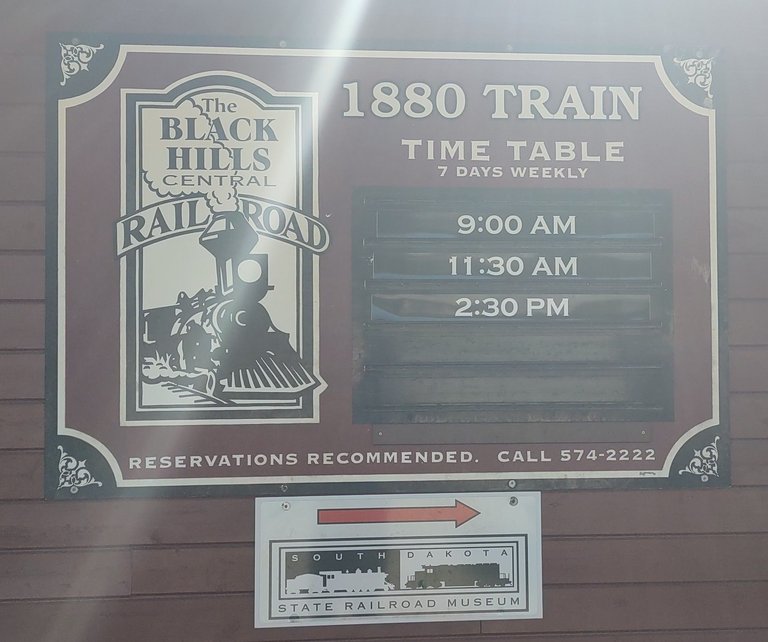 The
BLACK
HILLS
CENTRAL
RAILROAD
1880 TRAIN
TIME TABLE
7 DAYS WEEKLY
9:00 AM
11:30 AM
2:30 PM
RESERVATIONS RECOMMENDED. CALL 574-2222
SOUTH DAKOTA
STATE RAILROAD MUSEUM